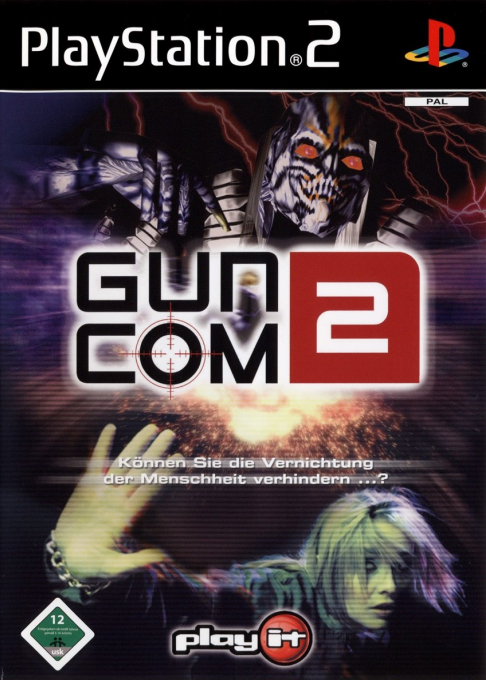 PlayStation®2
PAL
GUN
COM 2
Können Sie die Vernichtung
der Menschheit verhindern ...?
12
usk
play it